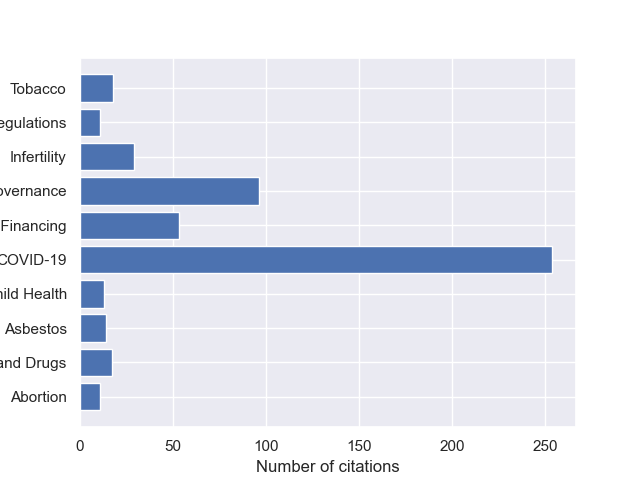 Tobacco
egulations
Infertility
overnance
Financing
COVID-19
hild Health
Asbestos
and Drugs
Abortion
0 50 100 150 200 250
Number of citations